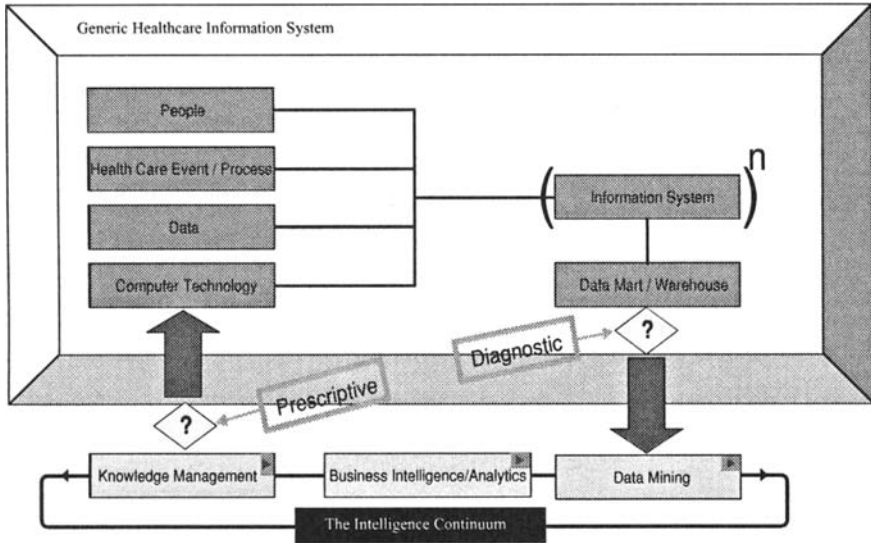 Generic Healthcare Information System
People
Health Care Event / Process
Data
Computer Technology
( Information System )n
Data Mart / Warehouse
?
Diagnostic
Prescriptive
?
Knowledge Management
Business Intelligence/Analytics
Data Mining
The Intelligence Continuum